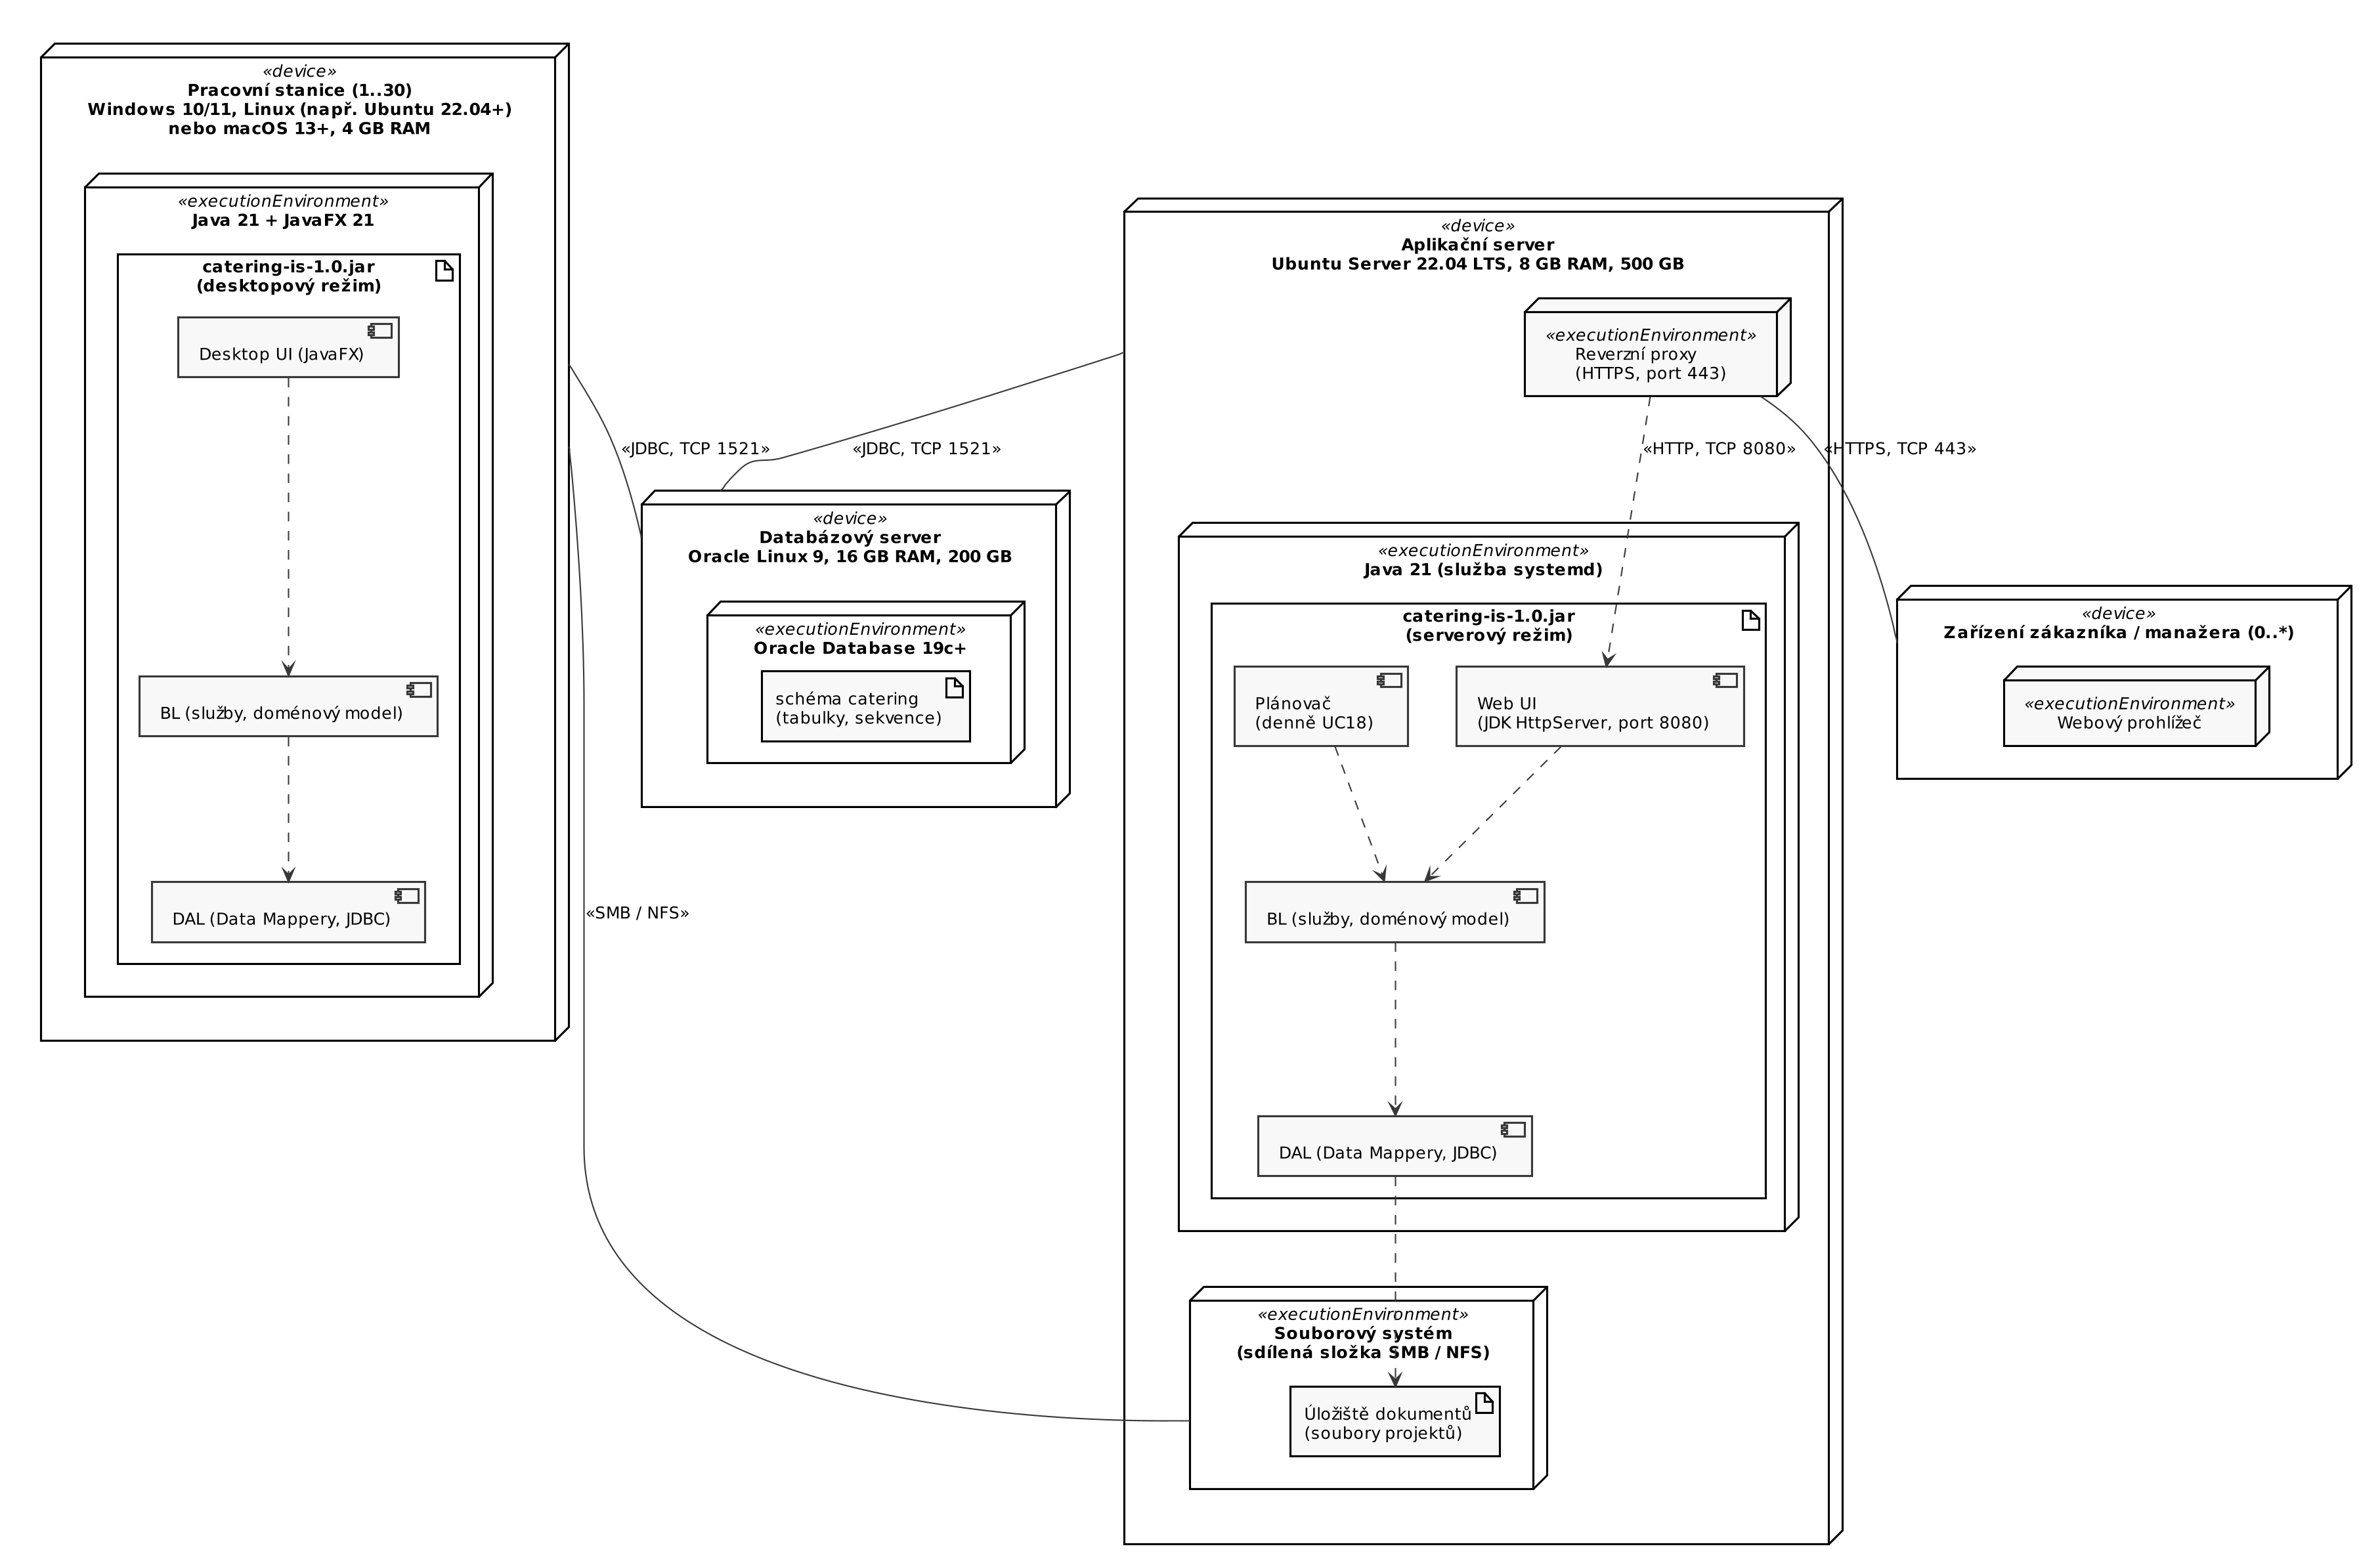 «device»
Pracovní stanice (1..30)
Windows 10/11, Linux (např. Ubuntu 22.04+)
nebo macOS 13+, 4 GB RAM
«executionEnvironment»
Java 21 + JavaFX 21
catering-is-1.0.jar
(desktopový režim)
Desktop UI (JavaFX)
BL (služby, doménový model)
DAL (Data Mappery, JDBC)
«JDBC, TCP 1521»
«JDBC, TCP 1521»
«SMB / NFS»
«device»
Databázový server
Oracle Linux 9, 16 GB RAM, 200 GB
«executionEnvironment»
Oracle Database 19c+
schéma catering
(tabulky, sekvence)
«device»
Aplikační server
Ubuntu Server 22.04 LTS, 8 GB RAM, 500 GB
«executionEnvironment»
Reverzní proxy
(HTTPS, port 443)
«HTTP, TCP 8080»
«HTTPS, TCP 443»
«executionEnvironment»
Java 21 (služba systemd)
catering-is-1.0.jar
(serverový režim)
Plánovač
(denně UC18)
Web UI
(JDK HttpServer, port 8080)
BL (služby, doménový model)
DAL (Data Mappery, JDBC)
«executionEnvironment»
Souborový systém
(sdílená složka SMB / NFS)
Úložiště dokumentů
(soubory projektů)
«device»
Zařízení zákazníka / manažera (0..*)
«executionEnvironment»
Webový prohlížeč